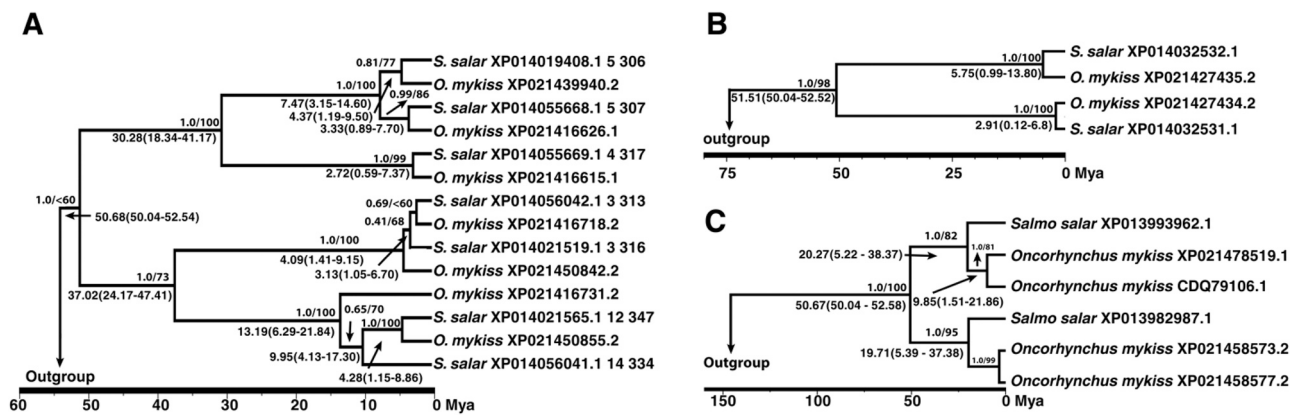 A
0.81/77
S. salar XP014019408.1 5 306
1.0/100
O. mykiss XP021439940.2
0.99/86
7.47(3.15-14.60)
4.37(1.19-9.50)
3.33(0.89-7.70)
S. salar XP014055668.1 5 307
O. mykiss XP021416626.1
1.0/100
30.28(18.34-41.17)
1.0/99
S. salar XP014055669.1 4 317
2.72(0.59-7.37)
O. mykiss XP021416615.1
1.0/<60
50.68(50.04-52.54)
0.69/<60
S. salar XP014056042.1 3 313
0.41/68
O. mykiss XP021416718.2
1.0/100
4.09(1.41-9.15)
S. salar XP014021519.1 3 316
3.13(1.05-6.70)
O. mykiss XP021450842.2
1.0/73
37.02(24.17-47.41)
O. mykiss XP021416731.2
0.65/70
1.0/100
13.19(6.29-21.84)
1.0/100
S. salar XP014021565.1 12 347
O. mykiss XP021450855.2
9.95(4.13-17.30)
S. salar XP014056041.1 14 334
4.28(1.15-8.86)
Outgroup
60 50 40 30 20 10 0 Mya
B
1.0/100
S. salar XP014032532.1
5.75(0.99-13.80)
O. mykiss XP021427435.2
1.0/98
51.51(50.04-52.52)
1.0/100
O. mykiss XP021427434.2
2.91(0.12-6.8)
S. salar XP014032531.1
outgroup
75 50 25 0 Mya
C
Salmo salar XP013993962.1
1.0/82
20.27(5.22 - 38.37)
1.0/81
Oncorhynchus mykiss XP021478519.1
Oncorhynchus mykiss CDQ79106.1
1.0/100
50.67(50.04 - 52.58)
9.85(1.51-21.86)
1.0/95
Salmo salar XP013982987.1
19.71(5.39 - 37.38)
1.0/99
Oncorhynchus mykiss XP021458573.2
Oncorhynchus mykiss XP021458577.2
Outgroup
150 100 50 0 Mya